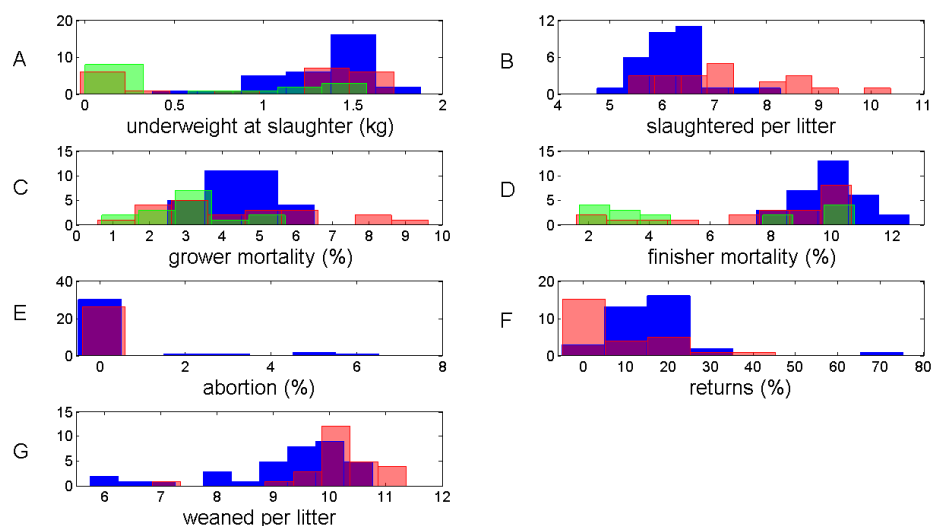 A
20
10
0
0 0.5 1 1.5 2
underweight at slaughter (kg)
B
12
6
0
4 5 6 7 8 9 10 11
slaughtered per litter
C
15
10
5
0
0 1 2 3 4 5 6 7 8 9 10
grower mortality (%)
D
15
10
5
0
2 4 6 8 10 12
finisher mortality (%)
E
40
20
0
0 2 4 6 8
abortion (%)
F
20
10
0
0 10 20 30 40 50 60 70 80
returns (%)
G
15
10
5
0
6 7 8 9 10 11 12
weaned per litter